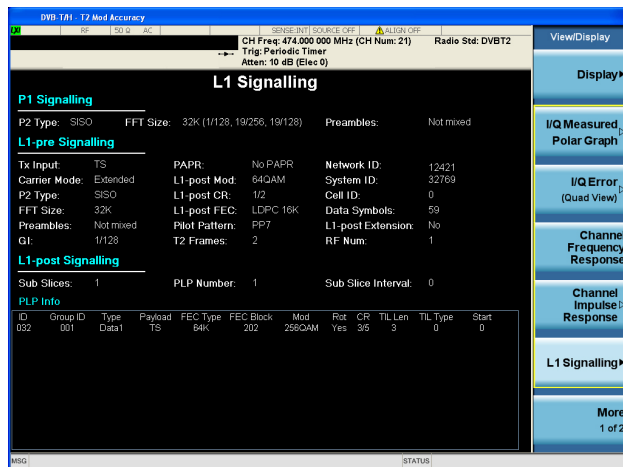 DVB-T/H - T2 Mod Accuracy
RF 50 Ω AC SENSE:INT SOURCE OFF ALIGN OFF
CH Freq: 474.000 000 MHz (CH Num: 21) Radio Std: DVBT2
Trig: Periodic Timer
Atten: 10 dB (Elec 0)
L1 Signalling
P1 Signalling
P2 Type: SISO FFT Size: 32K (1/128, 19/256, 19/128) Preambles: Not mixed
L1-pre Signalling
Tx Input: TS PAPR: No PAPR Network ID: 12421
Carrier Mode: Extended L1-post Mod: 64QAM System ID: 32769
P2 Type: SISO L1-post CR: 1/2 Cell ID: 0
FFT Size: 32K L1-post FEC: LDPC 16K Data Symbols: 59
Preambles: Not mixed Pilot Pattern: PP7 L1-post Extension: No
GI: 1/128 T2 Frames: 2 RF Num: 1
L1-post Signalling
Sub Slices: 1 PLP Number: 1 Sub Slice Interval: 0
PLP Info
ID Group ID Type Payload FEC Type FEC Block Mod Rot CR TIL Len TIL Type Start
032 001 Data1 TS 64K 202 256QAM Yes 3/5 3 0 0
View/Display
Display
I/Q Measured
Polar Graph
I/Q Error
(Quad View)
Channel
Frequency
Response
Channel
Impulse
Response
L1 Signalling
More
1 of 2
MSG STATUS